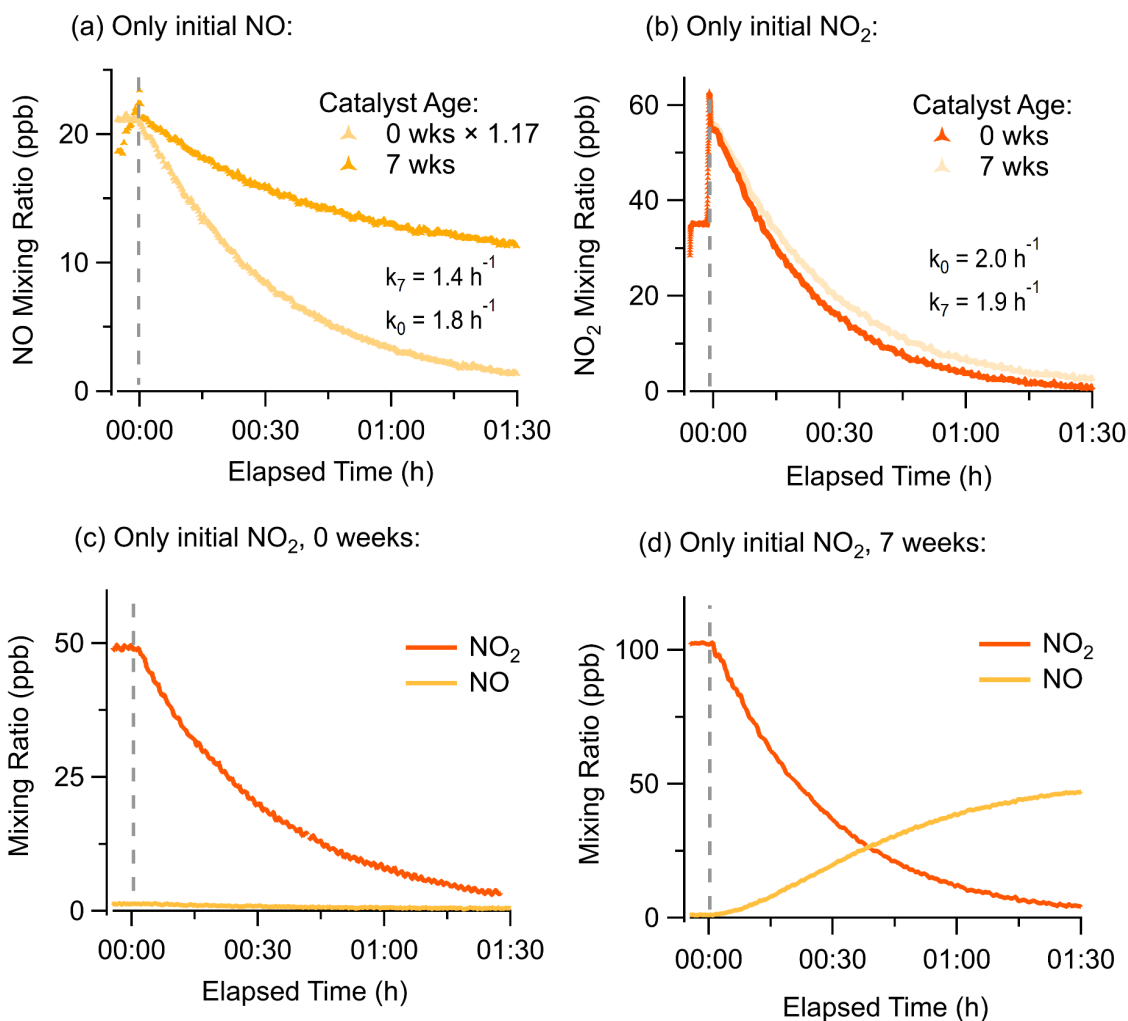 (a) Only initial NO:
NO Mixing Ratio (ppb)
20
10
0
Catalyst Age:
0 wks × 1.17
7 wks
k₇ = 1.4 h⁻¹
k₀ = 1.8 h⁻¹
00:00 00:30 01:00 01:30
Elapsed Time (h)
(b) Only initial NO₂:
NO₂ Mixing Ratio (ppb)
60
40
20
0
Catalyst Age:
0 wks
7 wks
k₀ = 2.0 h⁻¹
k₇ = 1.9 h⁻¹
00:00 00:30 01:00 01:30
Elapsed Time (h)
(c) Only initial NO₂, 0 weeks:
Mixing Ratio (ppb)
50
25
0
NO₂
NO
00:00 00:30 01:00 01:30
Elapsed Time (h)
(d) Only initial NO₂, 7 weeks:
Mixing Ratio (ppb)
100
50
0
NO₂
NO
00:00 00:30 01:00 01:30
Elapsed Time (h)